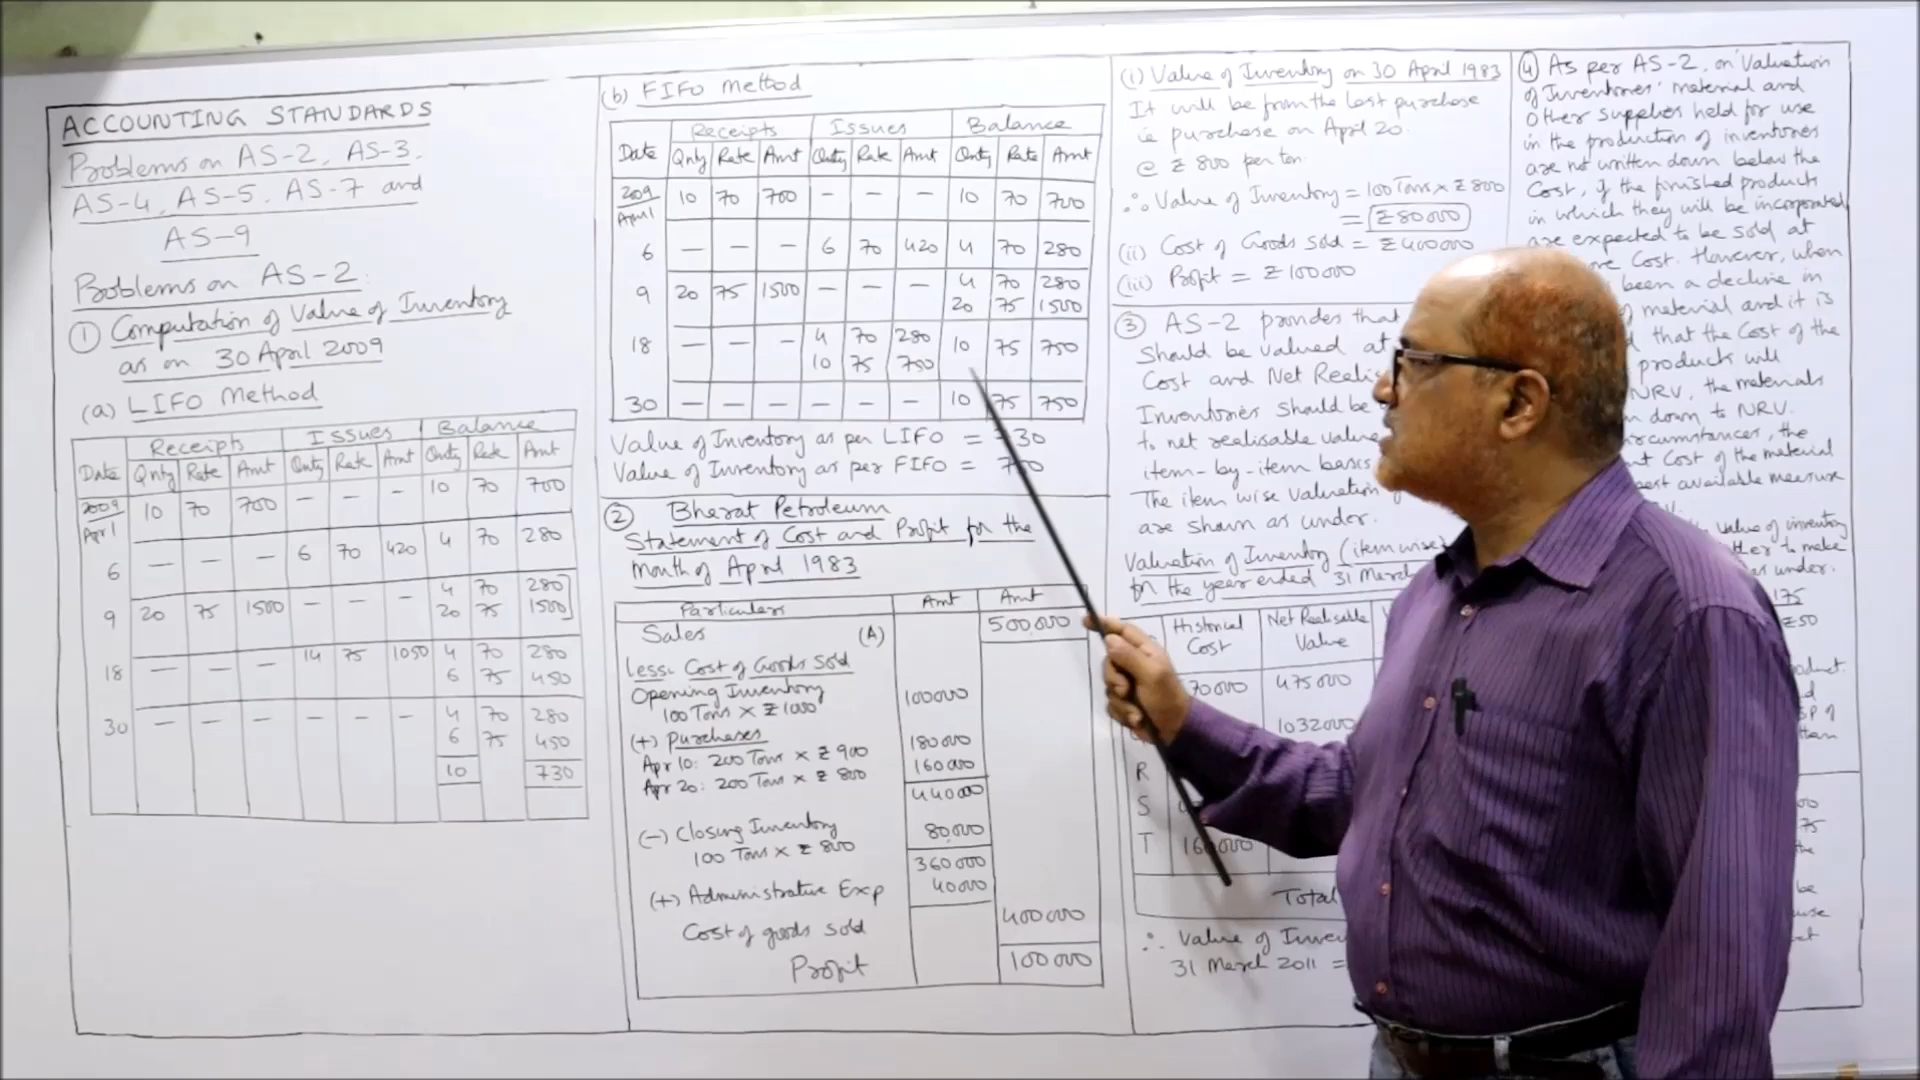 ACCOUNTING STANDARDS
Problems on AS-2, AS-3,
AS-4, AS-5, AS-7 and
AS-9
Problems on AS-2:
① Computation of Value of Inventory
as on 30 April 2009
(a) LIFO Method
Receipts Issues Balance
Date Qnty Rate Amt Qnty Rate Amt Qnty Rate Amt
2009
April 10 70 700 — — — 10 70 700
6 — — — 6 70 420 4 70 280
9 20 75 1500 — — — 4 70 280
20 75 1500
18 — — — 14 75 1050 4 70 280
6 75 450
30 — — — — — — 4 70 280
6 75 450
10 730
(b) FIFO Method
Receipts Issues Balance
Date Qnty Rate Amt Qnty Rate Amt Qnty Rate Amt
2009
April 10 70 700 — — — 10 70 700
6 — — — 6 70 420 4 70 280
9 20 75 1500 — — — 4 70 280
20 75 1500
18 — — — 4 70 280 10 75 750
10 75 750
30 — — — — — — 10 75 750
Value of Inventory as per LIFO = 30
Value of Inventory as per FIFO =
② Bharat Petroleum
Statement of Cost and Profit for the
month of April 1983
Particulars Amt Amt
Sales (A) 500000
Less: Cost of Goods Sold
Opening Inventory
100 Tons × ₹1000 100000
(+) Purchases
Apr 10: 200 Tons × ₹ 900 180000
Apr 20: 200 Tons × ₹ 800 160000
440000
(-) Closing Inventory 80,000
100 Tons × ₹ 800
360000
(+) Administrative Exp 40000
Cost of goods sold 400000
Profit 100000
(i) Value of Inventory on 30 April 1983
It will be from the last purchase
ie purchase on April 20.
@ ₹ 800 per ton
∴ Value of Inventory = 100 Tons × ₹800
= ₹80000
(ii) Cost of Goods Sold = ₹400000
(iii) Profit = ₹100000
③ AS-2 provides that
Should be valued at
Cost and Net
Inventories should be
to net realisable value
item-by-item basis
The item wise valuation
are shown as under.
Valuation of Inventory (item wise)
for the year ended 31 March
Historical Cost Net Realisable Value
70000 475000
1032000
R
S
T 160000
Total
∴ Value of
31 March 2011 =
④ As per AS-2, on Valuation
of Inventories' material and
Other supplies held for use
in the production of inventories
are not written down below the
Cost, if the finished products
in which they will be incorporated
are expected to be sold at
Cost. However, when
been a decline in
material and it is
that the Cost of the
products will
NRV, the materials
down to NRV.
the
Cost of the material
available measure
value of inventory
to make
as under.
175
₹50